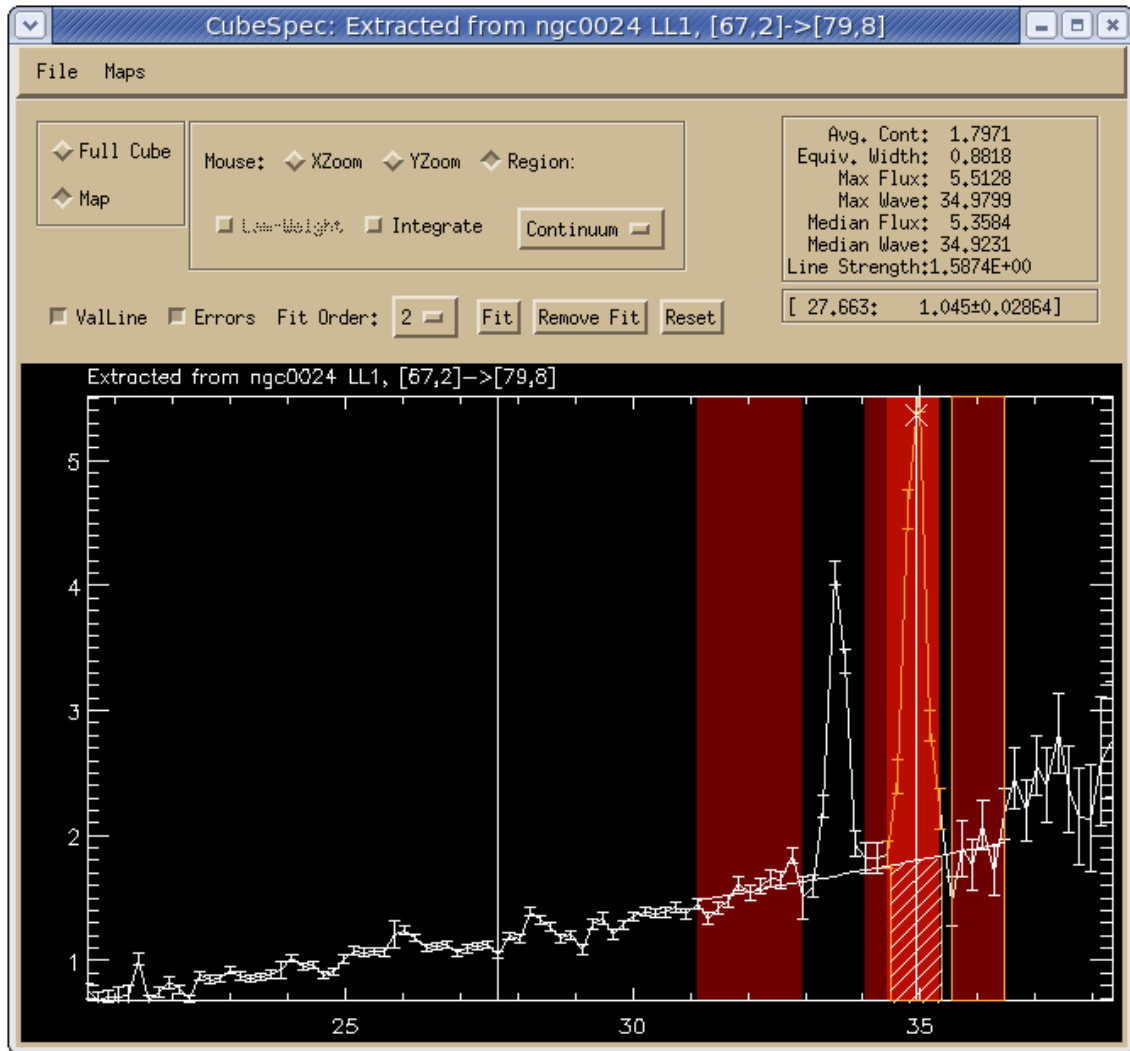 CubeSpec: Extracted from ngc0024 LL1, [67,2]->[79,8]
File Maps
Full Cube
Map
Mouse: XZoom YZoom Region:
Low-Weight Integrate Continuum
Avg. Cont: 1.7971
Equiv. Width: 0.8818
Max Flux: 5.5128
Max Wave: 34.9799
Median Flux: 5.3584
Median Wave: 34.9231
Line Strength:1.5874E+00
ValLine Errors Fit Order: 2 Fit Remove Fit Reset
[ 27.663: 1.045±0.02864]
Extracted from ngc0024 LL1, [67,2]->[79,8]
5
4
3
2
1
25 30 35